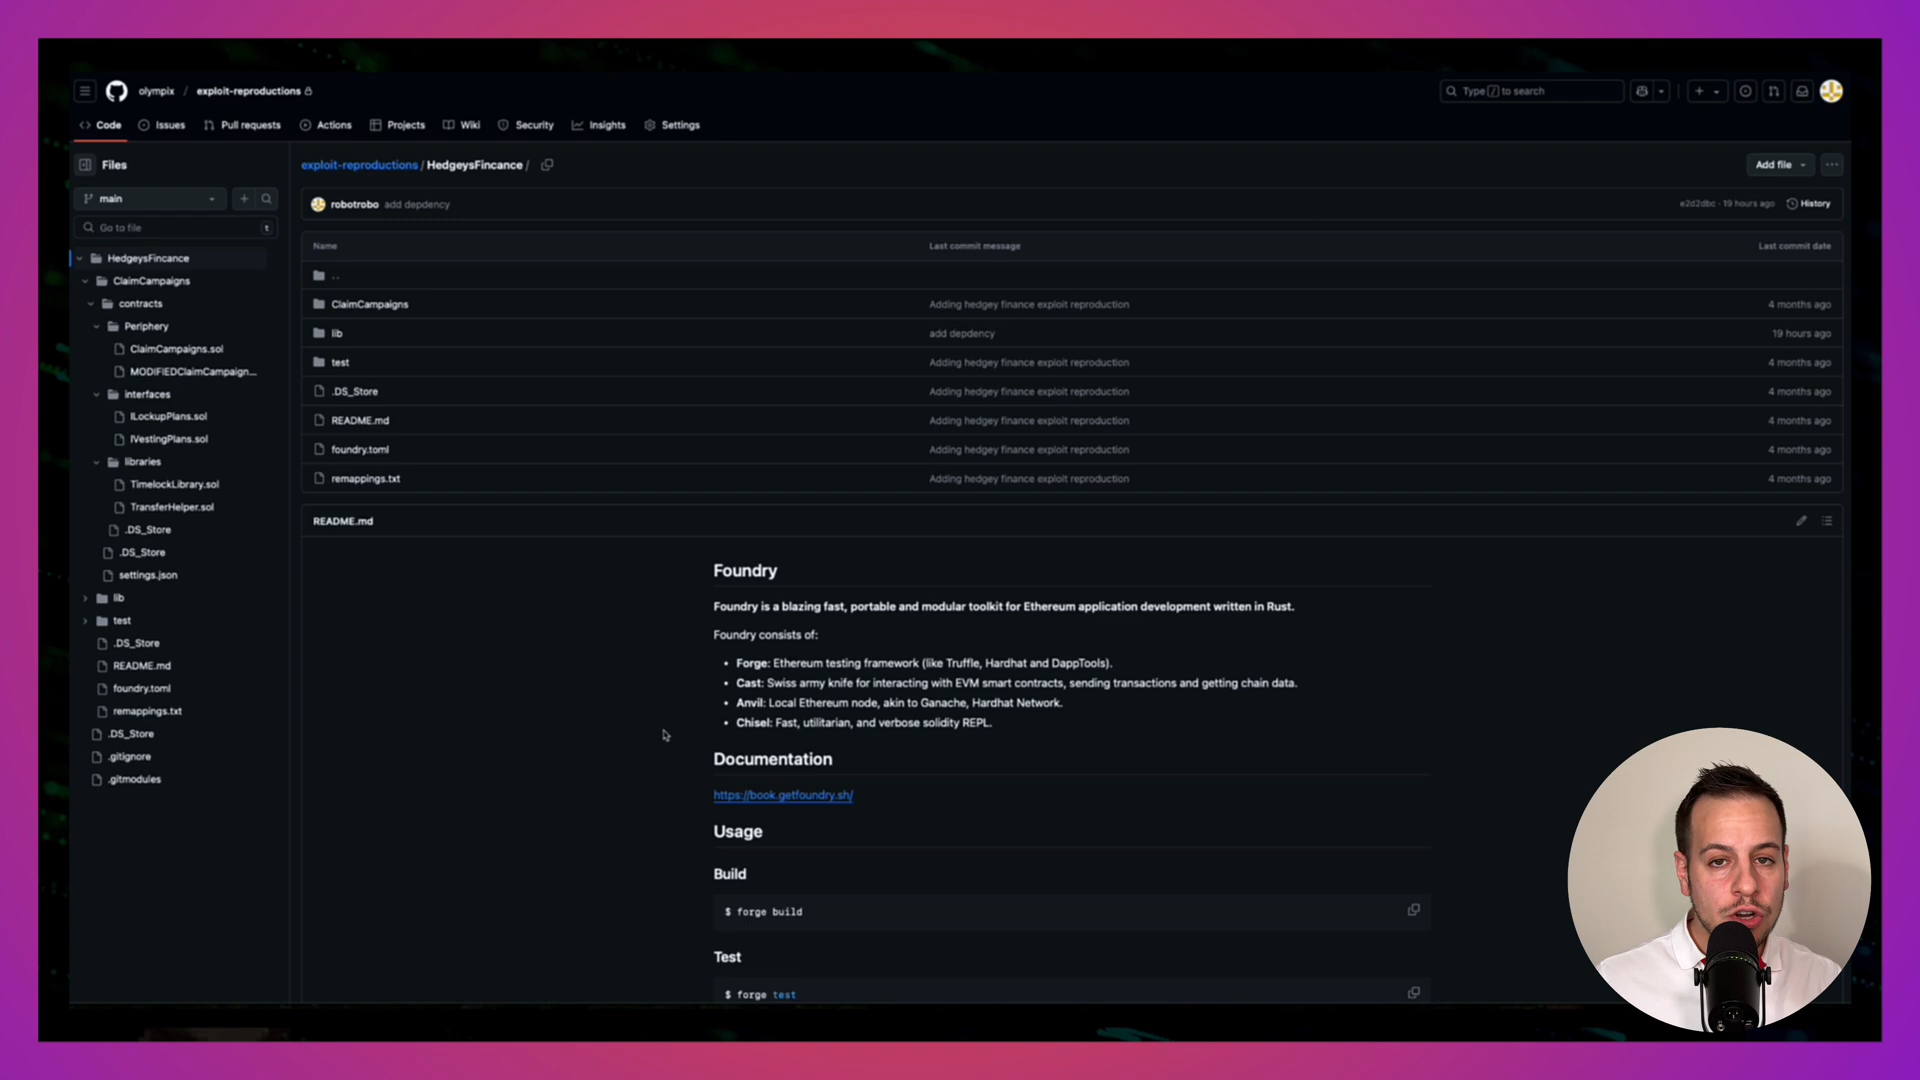 olympix / exploit-reproductions
Type / to search
Code Issues Pull requests Actions Projects Wiki Security Insights Settings
Files
main
Go to file t
HedgeysFincance
ClaimCampaigns
contracts
Periphery
ClaimCampaigns.sol
MODIFIEDClaimCampaign...
interfaces
ILockupPlans.sol
IVestingPlans.sol
libraries
TimelockLibrary.sol
TransferHelper.sol
.DS_Store
.DS_Store
settings.json
lib
test
.DS_Store
README.md
foundry.toml
remappings.txt
.DS_Store
.gitignore
.gitmodules
exploit-reproductions / HedgeysFincance /
Add file
robotrobo add depdency
e2d2dbc · 19 hours ago History
Name Last commit message Last commit date
..
ClaimCampaigns Adding hedgey finance exploit reproduction 4 months ago
lib add depdency 19 hours ago
test Adding hedgey finance exploit reproduction 4 months ago
.DS_Store Adding hedgey finance exploit reproduction 4 months ago
README.md Adding hedgey finance exploit reproduction 4 months ago
foundry.toml Adding hedgey finance exploit reproduction 4 months ago
remappings.txt Adding hedgey finance exploit reproduction 4 months ago
README.md
Foundry
Foundry is a blazing fast, portable and modular toolkit for Ethereum application development written in Rust.
Foundry consists of:
• Forge: Ethereum testing framework (like Truffle, Hardhat and DappTools).
• Cast: Swiss army knife for interacting with EVM smart contracts, sending transactions and getting chain data.
• Anvil: Local Ethereum node, akin to Ganache, Hardhat Network.
• Chisel: Fast, utilitarian, and verbose solidity REPL.
Documentation
https://book.getfoundry.sh/
Usage
Build
$ forge build
Test
$ forge test